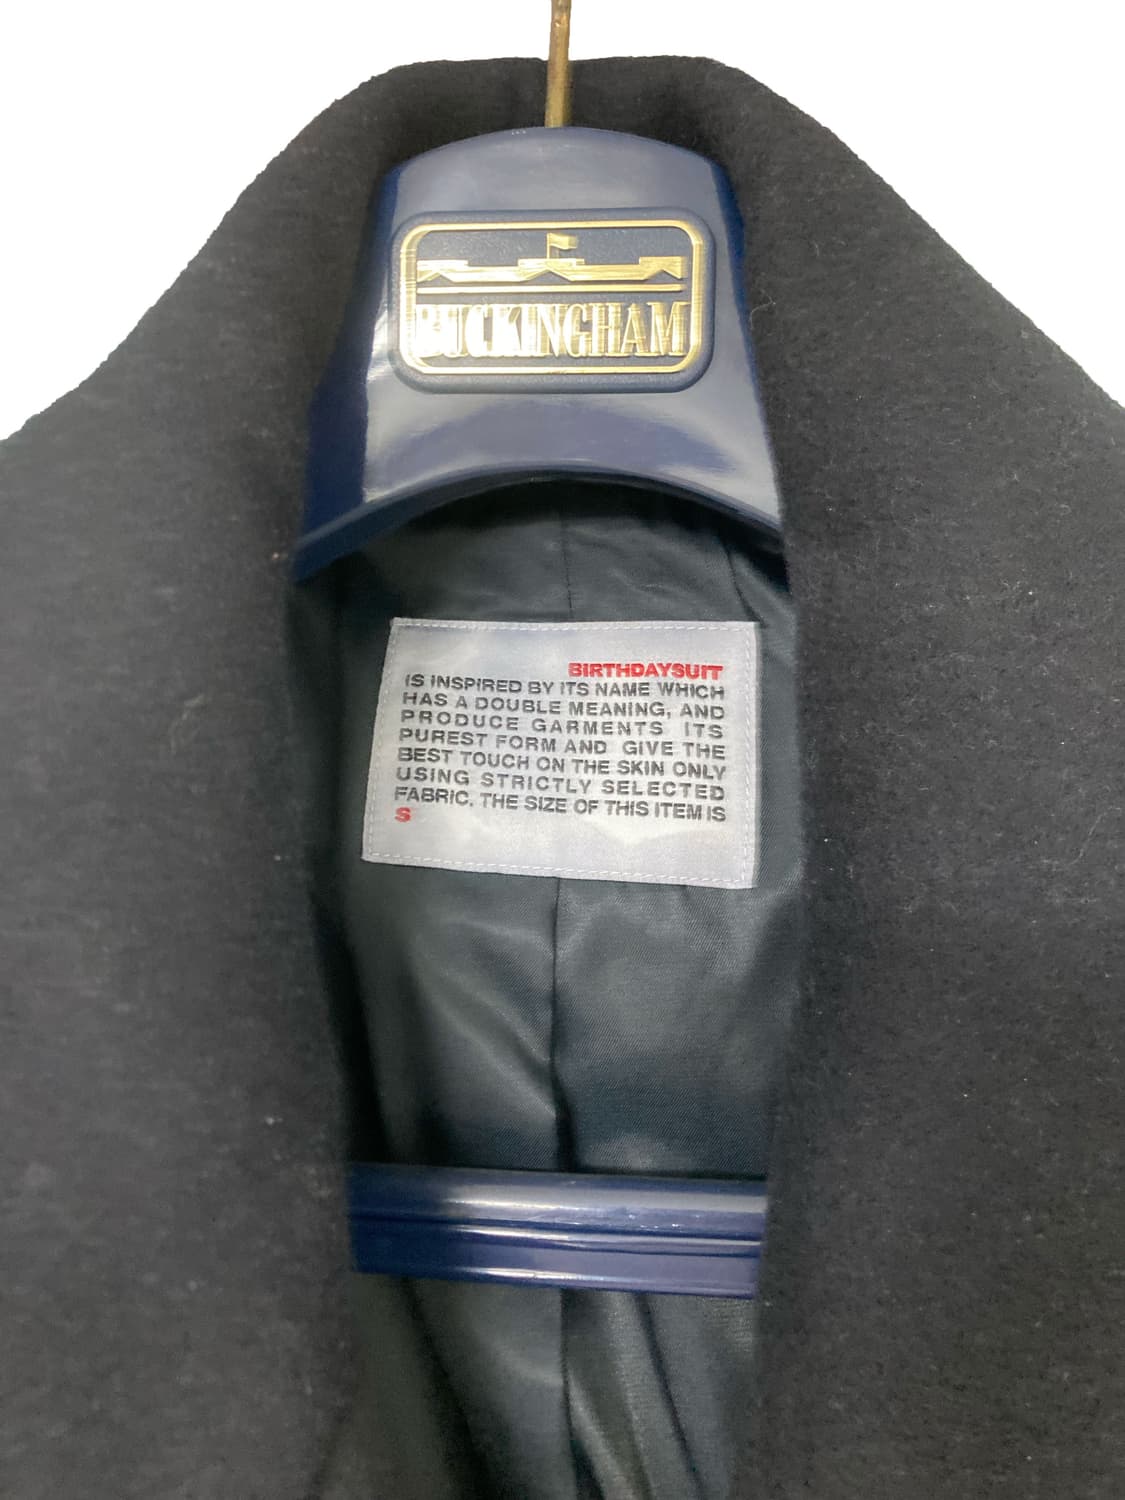 BUCKINGHAM
BIRTHDAYSUIT
IS INSPIRED BY ITS NAME WHICH
HAS A DOUBLE MEANING, AND
PRODUCE GARMENTS ITS
PUREST FORM AND GIVE THE
BEST TOUCH ON THE SKIN ONLY
USING STRICTLY SELECTED
FABRIC. THE SIZE OF THIS ITEM IS
S